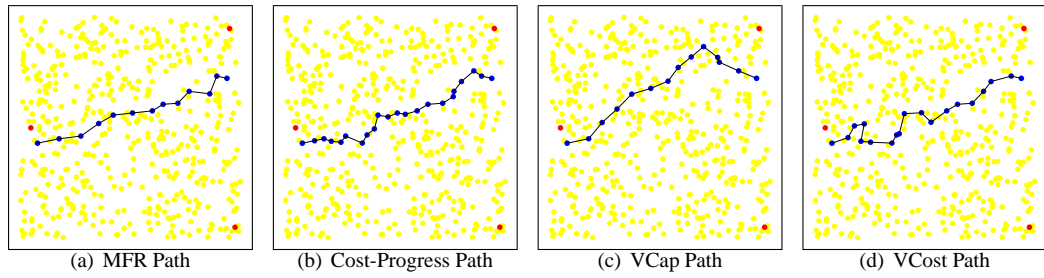 (a) MFR Path
(b) Cost-Progress Path
(c) VCap Path
(d) VCost Path